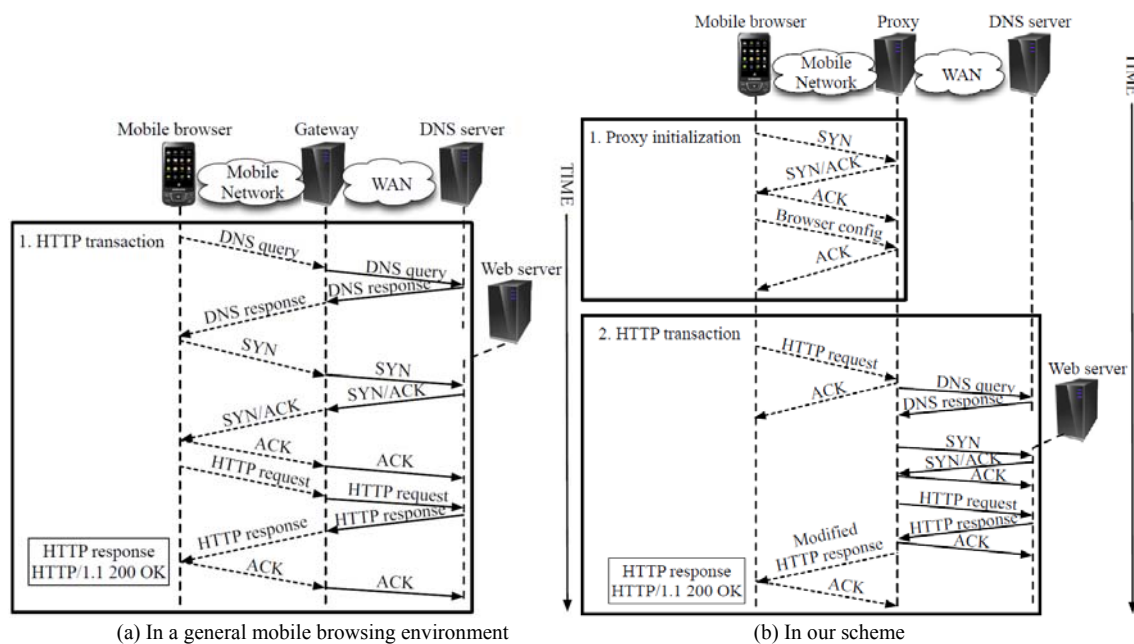 Mobile browser
Gateway
DNS server
Mobile
Network
WAN
TIME
1. HTTP transaction
DNS query
DNS query
DNS response
DNS response
Web server
SYN
SYN
SYN/ACK
SYN/ACK
ACK
ACK
HTTP request
HTTP request
HTTP response
HTTP response
HTTP response
HTTP/1.1 200 OK
ACK
ACK
(a) In a general mobile browsing environment
Mobile browser
Proxy
DNS server
Mobile
Network
WAN
TIME
1. Proxy initialization
SYN
SYN/ACK
ACK
Browser config
ACK
2. HTTP transaction
HTTP request
ACK
DNS query
DNS response
Web server
SYN
SYN/ACK
ACK
HTTP request
HTTP response
ACK
Modified
HTTP response
HTTP response
HTTP/1.1 200 OK
ACK
(b) In our scheme